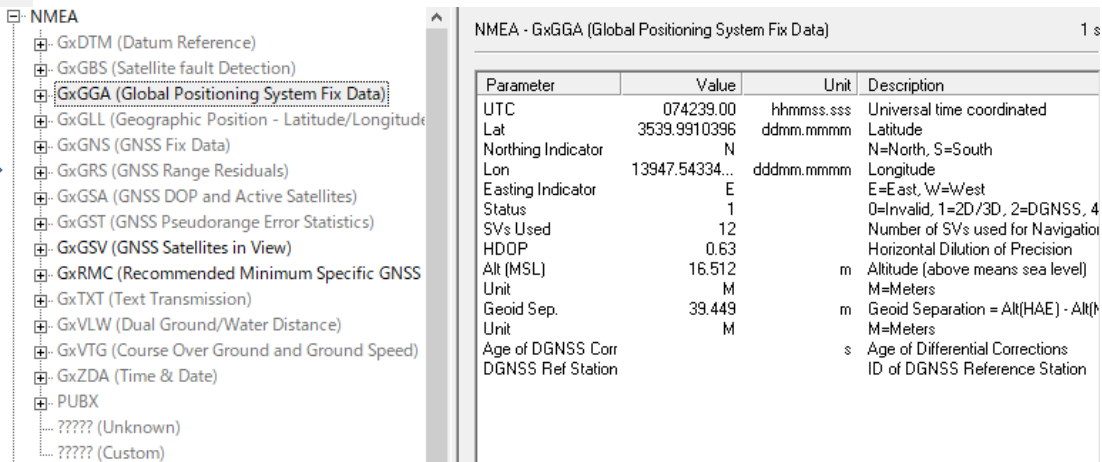 NMEA
GxDTM (Datum Reference)
GxGBS (Satellite fault Detection)
GxGGA (Global Positioning System Fix Data)
GxGLL (Geographic Position - Latitude/Longitude
GxGNS (GNSS Fix Data)
GxGRS (GNSS Range Residuals)
GxGSA (GNSS DOP and Active Satellites)
GxGST (GNSS Pseudorange Error Statistics)
GxGSV (GNSS Satellites in View)
GxRMC (Recommended Minimum Specific GNSS
GxTXT (Text Transmission)
GxVLW (Dual Ground/Water Distance)
GxVTG (Course Over Ground and Ground Speed)
GxZDA (Time & Date)
PUBX
????? (Unknown)
????? (Custom)
NMEA - GxGGA (Global Positioning System Fix Data) 1 s
Parameter Value Unit Description
UTC 074239.00 hhmmss.sss Universal time coordinated
Lat 3539.9910396 ddmm.mmmm Latitude
Northing Indicator N N=North, S=South
Lon 13947.54334... dddmm.mmmm Longitude
Easting Indicator E E=East, W=West
Status 1 0=Invalid, 1=2D/3D, 2=DGNSS, 4
SVs Used 12 Number of SVs used for Navigation
HDOP 0.63 Horizontal Dilution of Precision
Alt (MSL) 16.512 m Altitude (above means sea level)
Unit M M=Meters
Geoid Sep. 39.449 m Geoid Separation = Alt(HAE) - Alt(M
Unit M M=Meters
Age of DGNSS Corr s Age of Differential Corrections
DGNSS Ref Station ID of DGNSS Reference Station